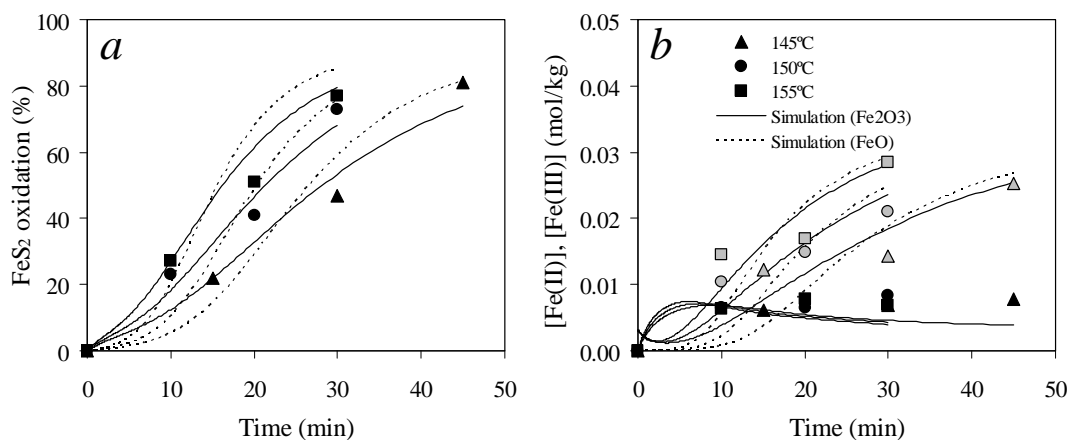 a
FeS2 oxidation (%)
100
80
60
40
20
0
0 10 20 30 40 50
Time (min)
b
[Fe(II)], [Fe(III)] (mol/kg)
0.05
0.04
0.03
0.02
0.01
0.00
145ºC
150ºC
155ºC
Simulation (Fe2O3)
Simulation (FeO)
0 10 20 30 40 50
Time (min)